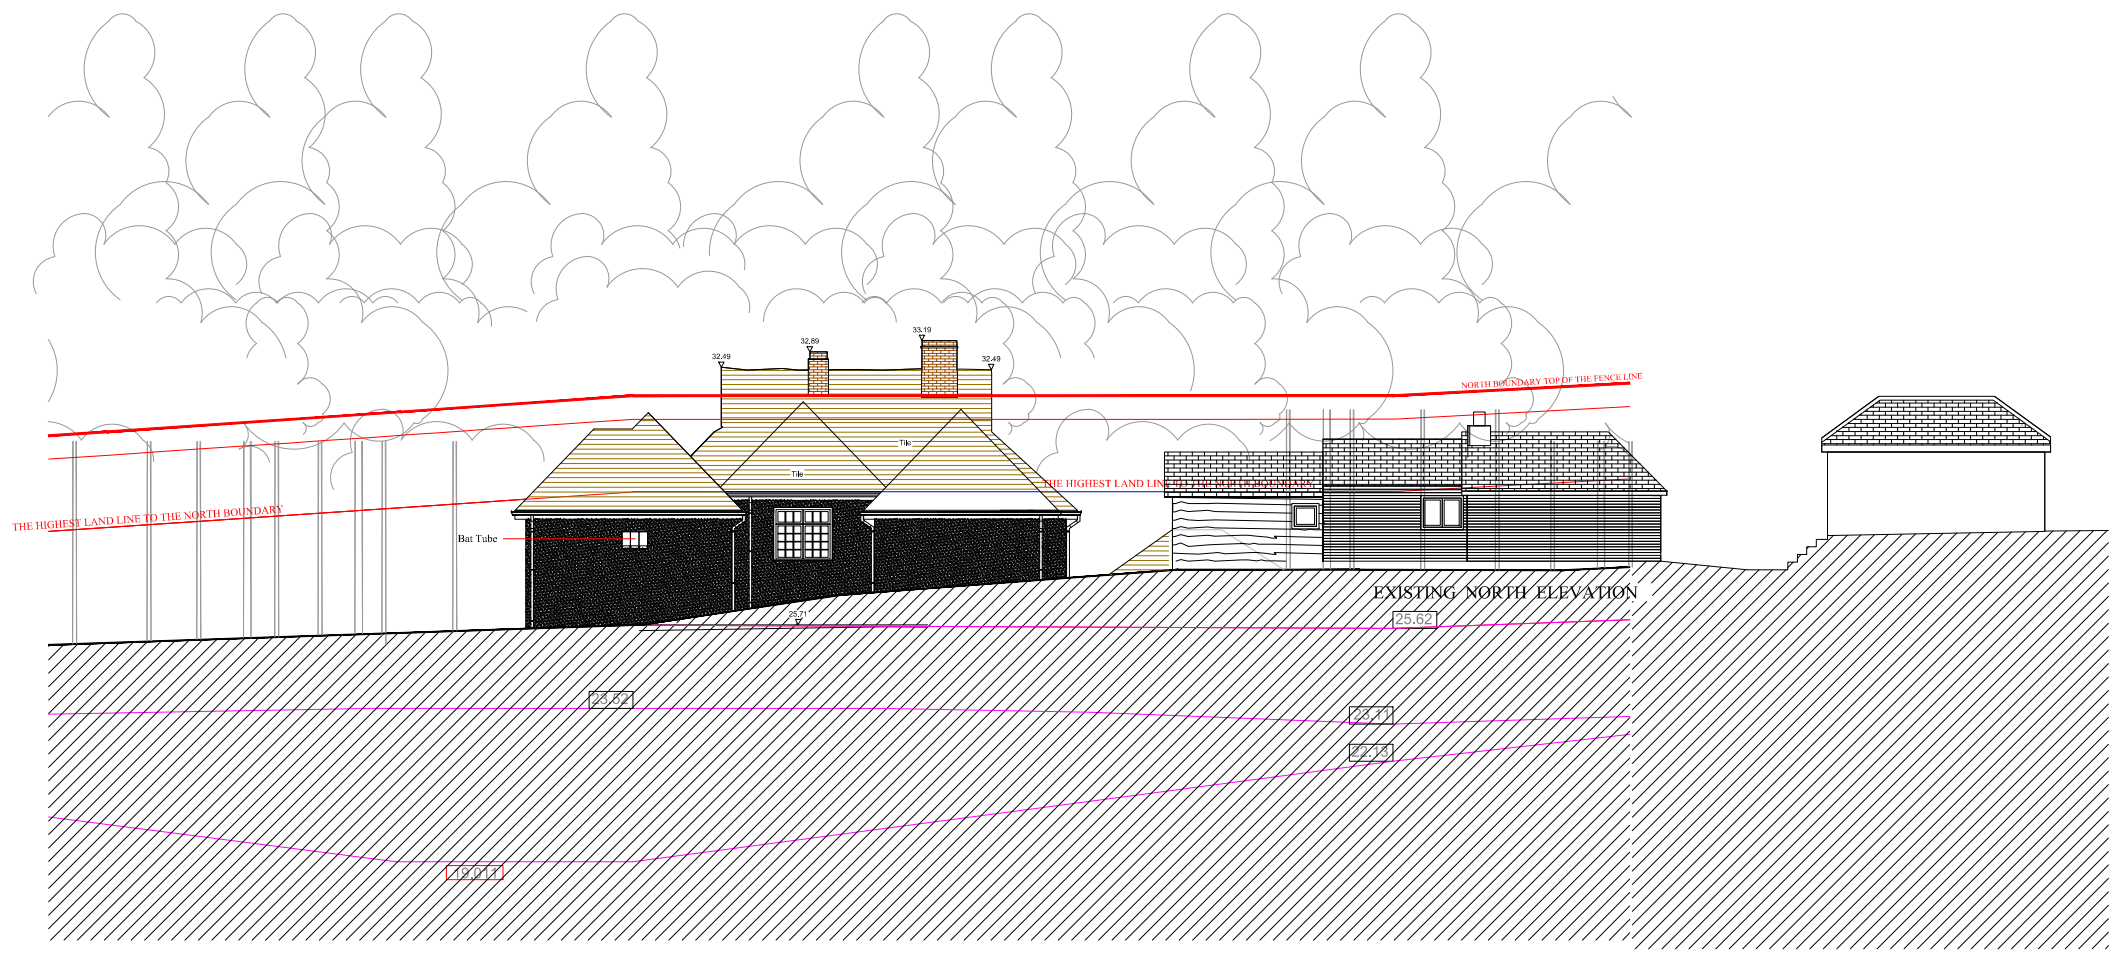 33.19
32.89
32.49
32.49
NORTH BOUNDARY TOP OF THE FENCE LINE
Tile
Tile
THE HIGHEST LAND LINE TO THE NORTH BOUNDARY
THE HIGHEST LAND LINE TO THE NORTH BOUNDARY
Bat Tube
EXISTING NORTH ELEVATION
25.71
25.62
23.52
23.11
22.13
19.011